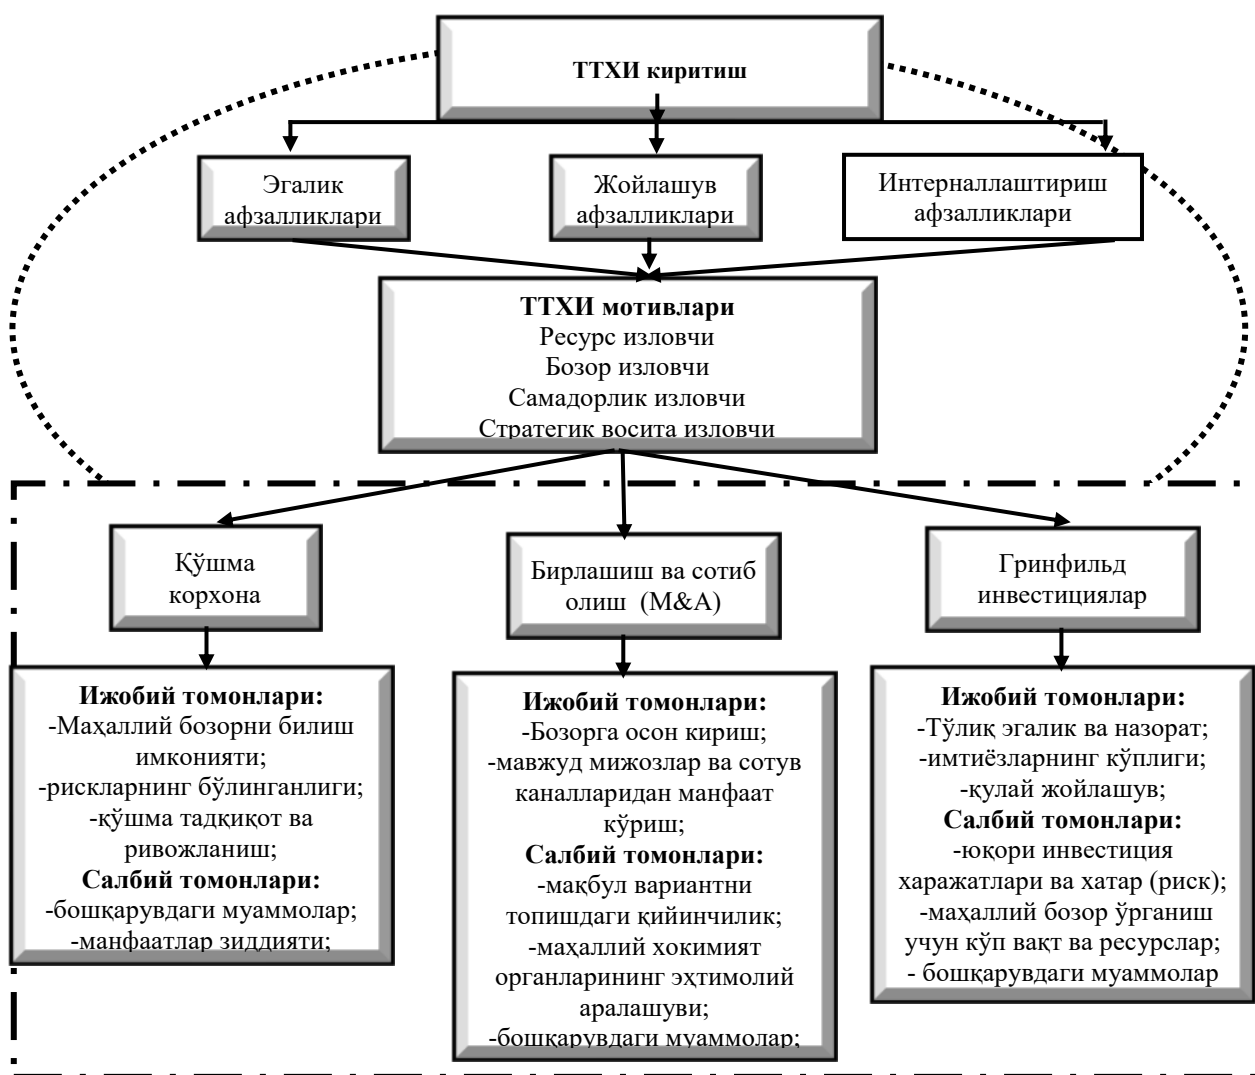 ТТХИ киритиш
Эгалик
афзалликлари
Жойлашув
афзалликлари
Интерналлаштириш
афзалликлари
ТТХИ мотивлари
Ресурс изловчи
Бозор изловчи
Самадорлик изловчи
Стратегик восита изловчи
Қўшма
корхона
Бирлашиш ва сотиб
олиш (M&A)
Гринфильд
инвестициялар
Ижобий томонлари:
-Маҳаллий бозорни билиш
имконияти;
-рискларнинг бўлинганлиги;
-қўшма тадқиқот ва
ривожланиш;
Салбий томонлари:
-бошқарувдаги муаммолар;
-манфаатлар зиддияти;
Ижобий томонлари:
-Бозорга осон кириш;
-мавжуд мижозлар ва сотув
каналларидан манфаат
кўриш;
Салбий томонлари:
-мақбул вариантни
топишдаги қийинчилик;
-маҳаллий хокимият
органларининг эҳтимолий
аралашуви;
-бошқарувдаги муаммолар;
Ижобий томонлари:
-Тўлиқ эгалик ва назорат;
-имтиёзларнинг кўплиги;
-қулай жойлашув;
Салбий томонлари:
-юқори инвестиция
харажатлари ва хатар (риск);
-маҳаллий бозор ўрганиш
учун кўп вақт ва ресурслар;
- бошқарувдаги муаммолар